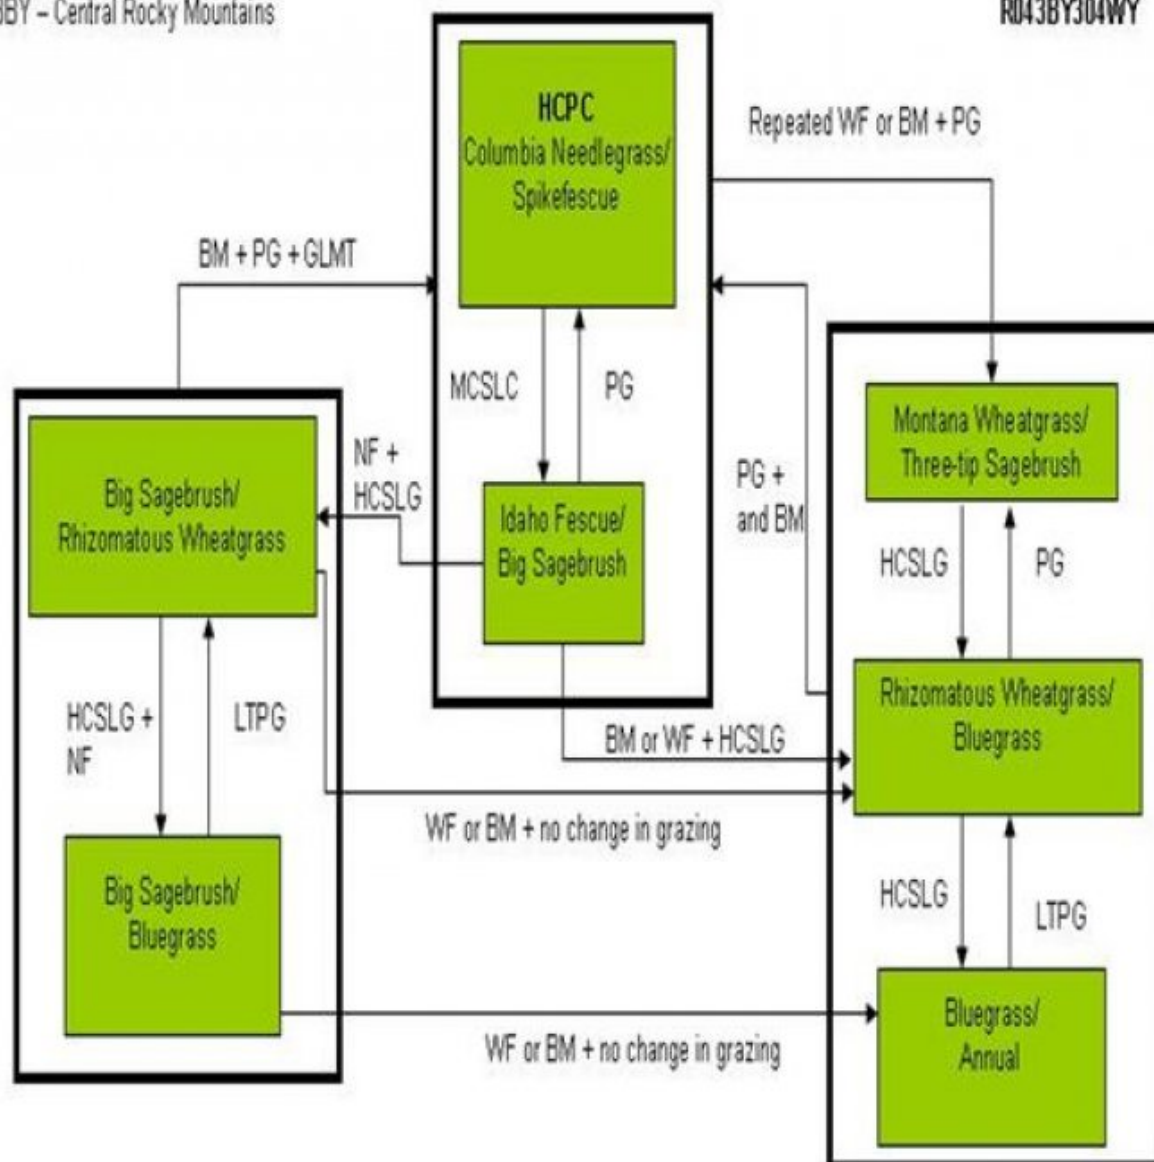 BY – Central Rocky Mountains
R043BY304WY
HCPC
Columbia Needlegrass/
Spikefescue
Repeated WF or BM + PG
BM + PG + GLMT
MCSLC
PG
NF +
HCSLG
Big Sagebrush/
Rhizomatous Wheatgrass
Idaho Fescue/
Big Sagebrush
PG +
and BM
Montana Wheatgrass/
Three-tip Sagebrush
HCSLG
PG
Rhizomatous Wheatgrass/
Bluegrass
HCSLG +
NF
LTPG
BM or WF + HCSLG
WF or BM + no change in grazing
Big Sagebrush/
Bluegrass
HCSLG
LTPG
Bluegrass/
Annual
WF or BM + no change in grazing